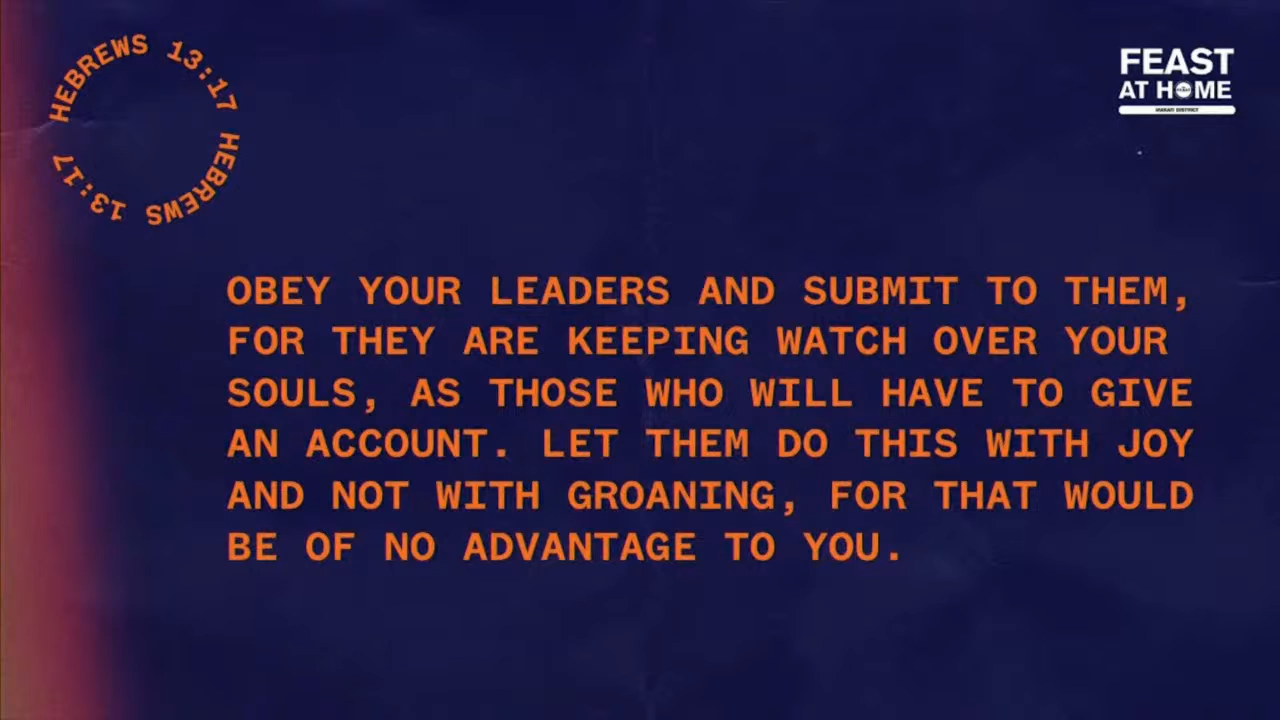 HEBREWS 13:17 HEBREWS 13:17
FEAST
AT HOME
OBEY YOUR LEADERS AND SUBMIT TO THEM,
FOR THEY ARE KEEPING WATCH OVER YOUR
SOULS, AS THOSE WHO WILL HAVE TO GIVE
AN ACCOUNT. LET THEM DO THIS WITH JOY
AND NOT WITH GROANING, FOR THAT WOULD
BE OF NO ADVANTAGE TO YOU.